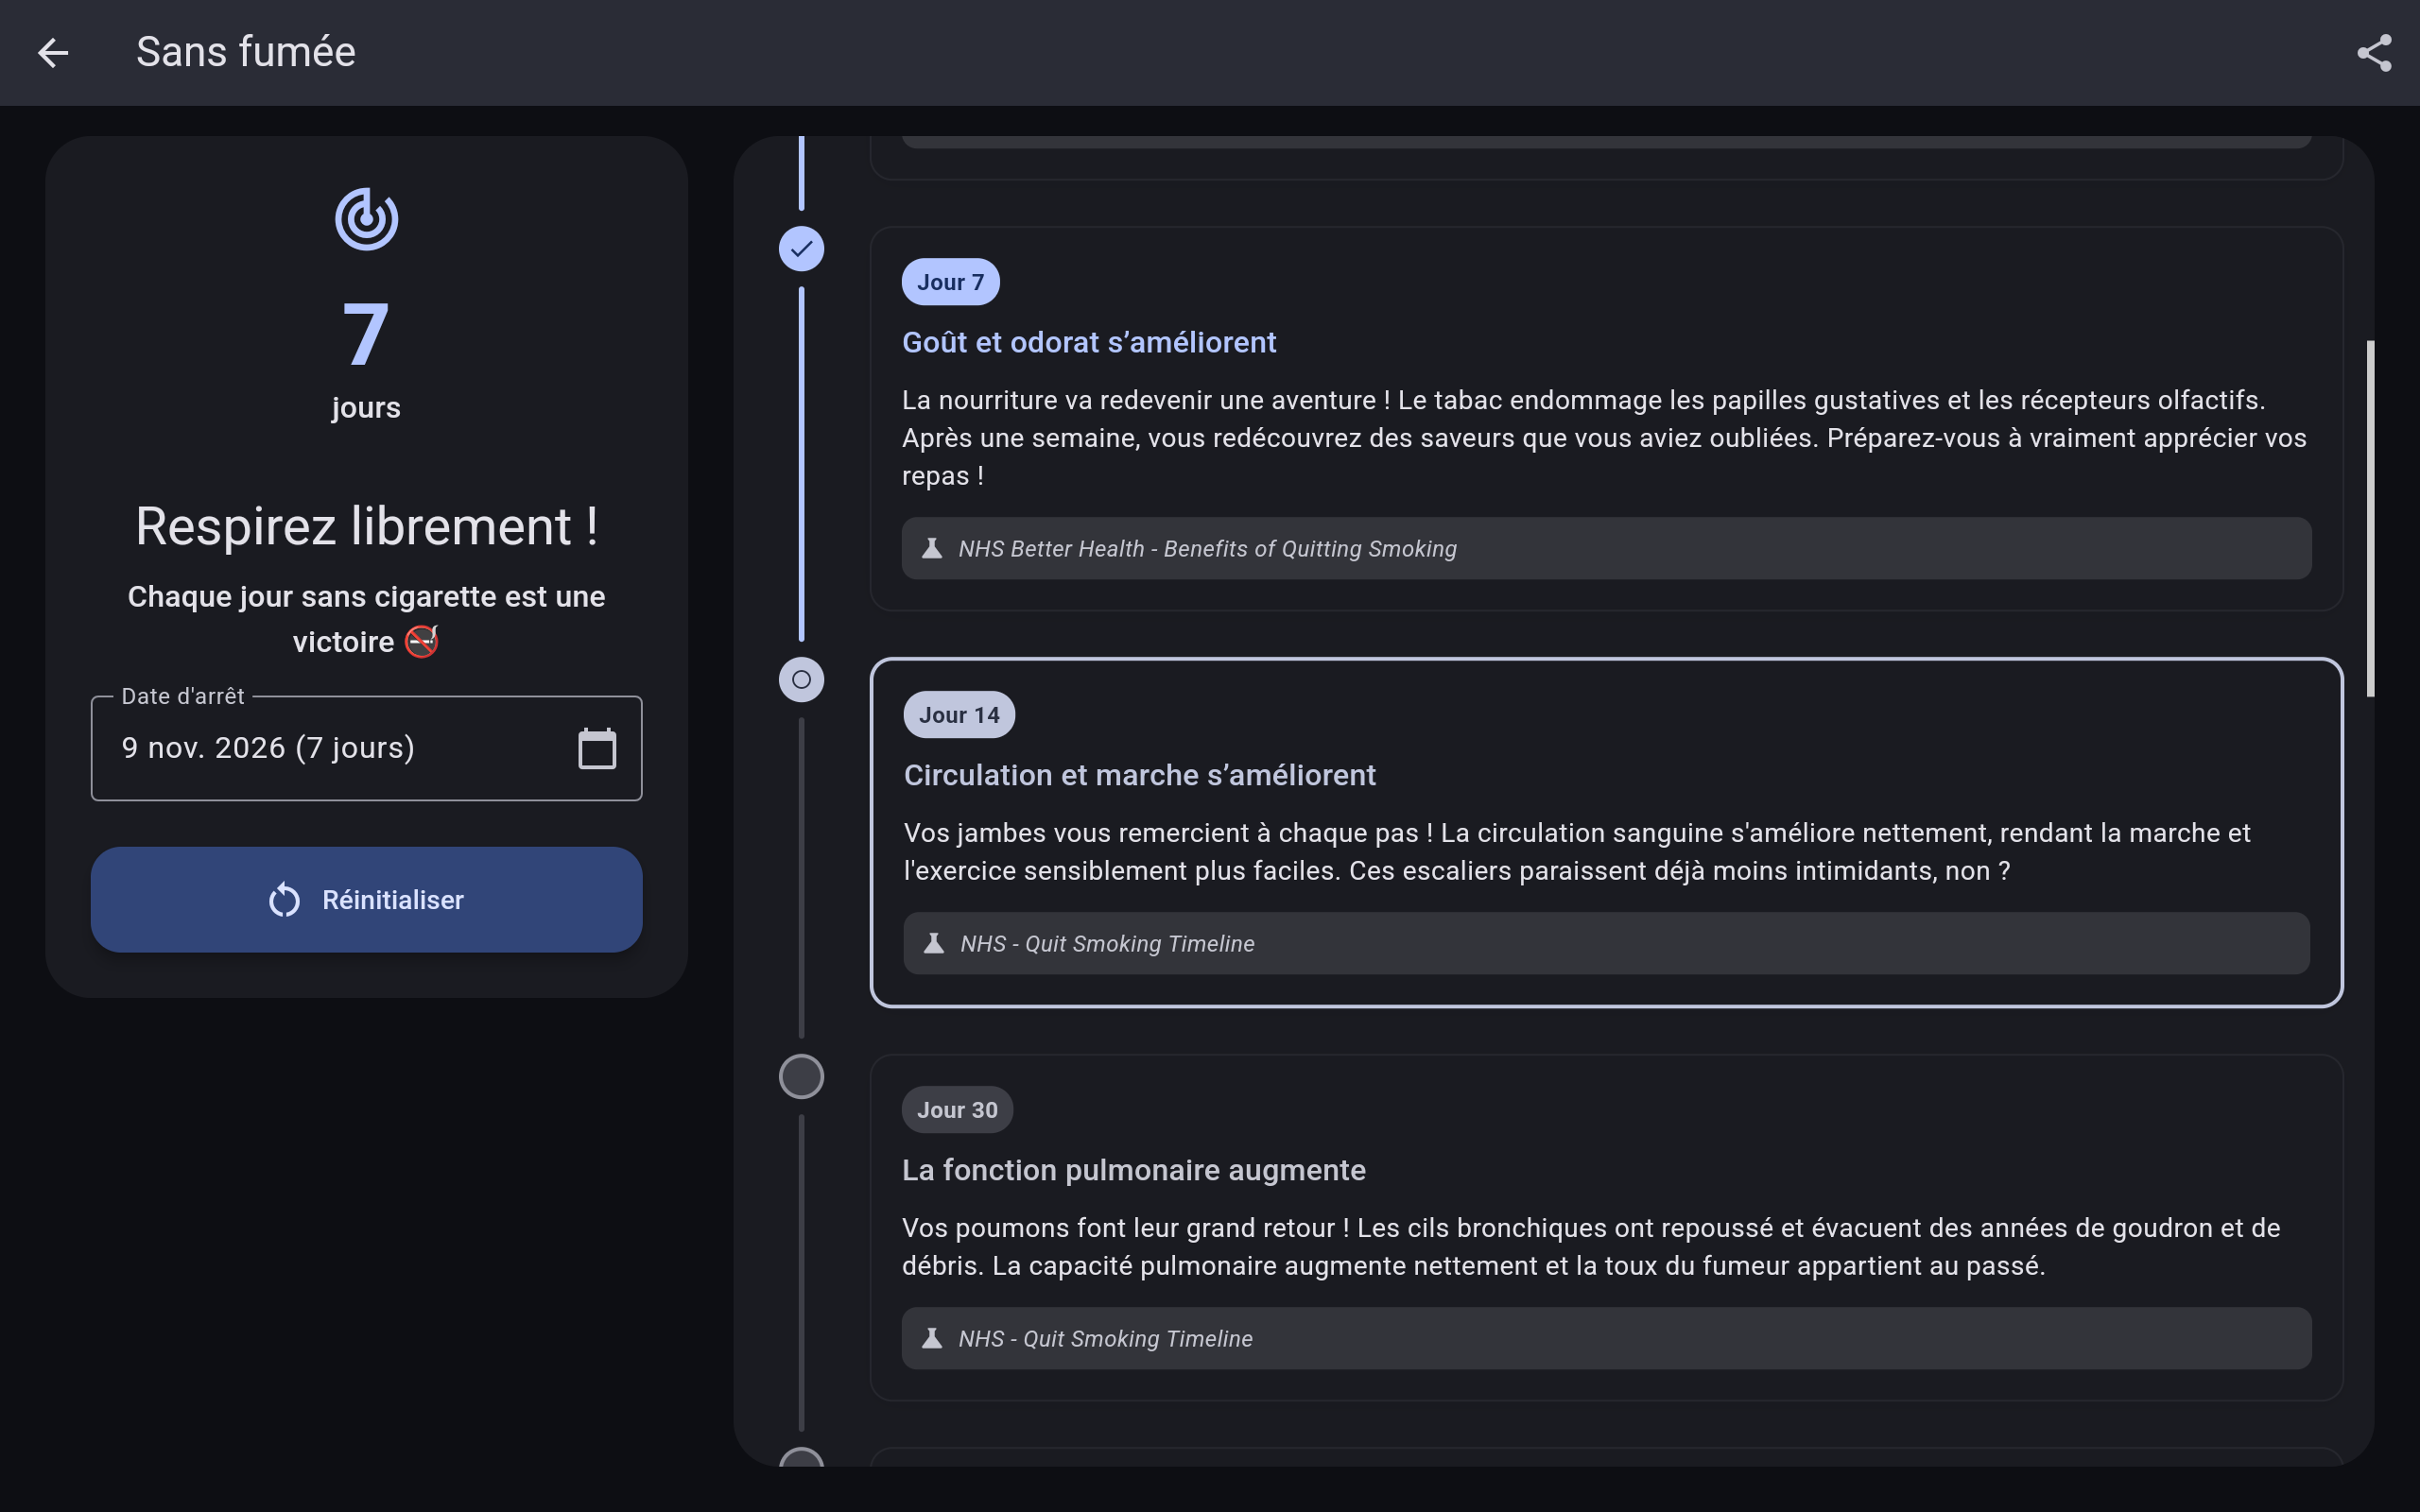 Sans fumée
7
jours
Respirez librement !
Chaque jour sans cigarette est une
victoire 🚭
Date d'arrêt
9 nov. 2026 (7 jours)
Réinitialiser
Jour 7
Goût et odorat s’améliorent
La nourriture va redevenir une aventure ! Le tabac endommage les papilles gustatives et les récepteurs olfactifs.
Après une semaine, vous redécouvrez des saveurs que vous aviez oubliées. Préparez-vous à vraiment apprécier vos
repas !
NHS Better Health - Benefits of Quitting Smoking
Jour 14
Circulation et marche s’améliorent
Vos jambes vous remercient à chaque pas ! La circulation sanguine s'améliore nettement, rendant la marche et
l'exercice sensiblement plus faciles. Ces escaliers paraissent déjà moins intimidants, non ?
NHS - Quit Smoking Timeline
Jour 30
La fonction pulmonaire augmente
Vos poumons font leur grand retour ! Les cils bronchiques ont repoussé et évacuent des années de goudron et de
débris. La capacité pulmonaire augmente nettement et la toux du fumeur appartient au passé.
NHS - Quit Smoking Timeline